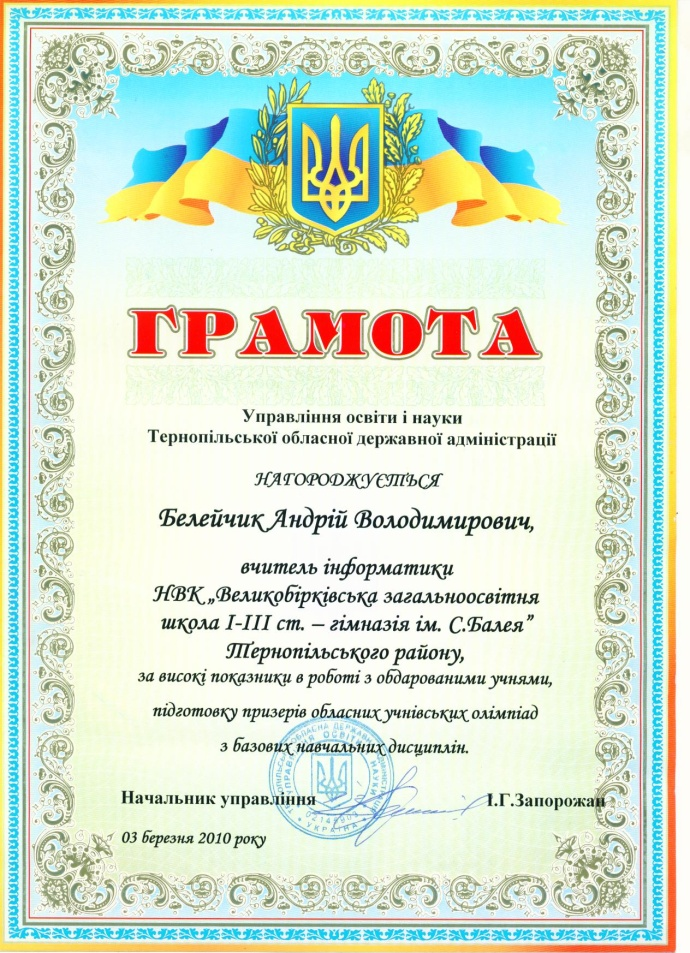 ГРАМОТА
Управління освіти і науки
Тернопільської обласної державної адміністрації
НАГОРОДЖУЄТЬСЯ
Белейчик Андрій Володимирович,
вчитель інформатики
НВК „Великобірківська загальноосвітня
школа І-ІІІ ст. – гімназія ім. С.Балея”
Тернопільського району,
за високі показники в роботі з обдарованими учнями,
підготовку призерів обласних учнівських олімпіад
з базових навчальних дисциплін.
Начальник управління І.Г.Запорожан
03 березня 2010 року
УКРАЇНА